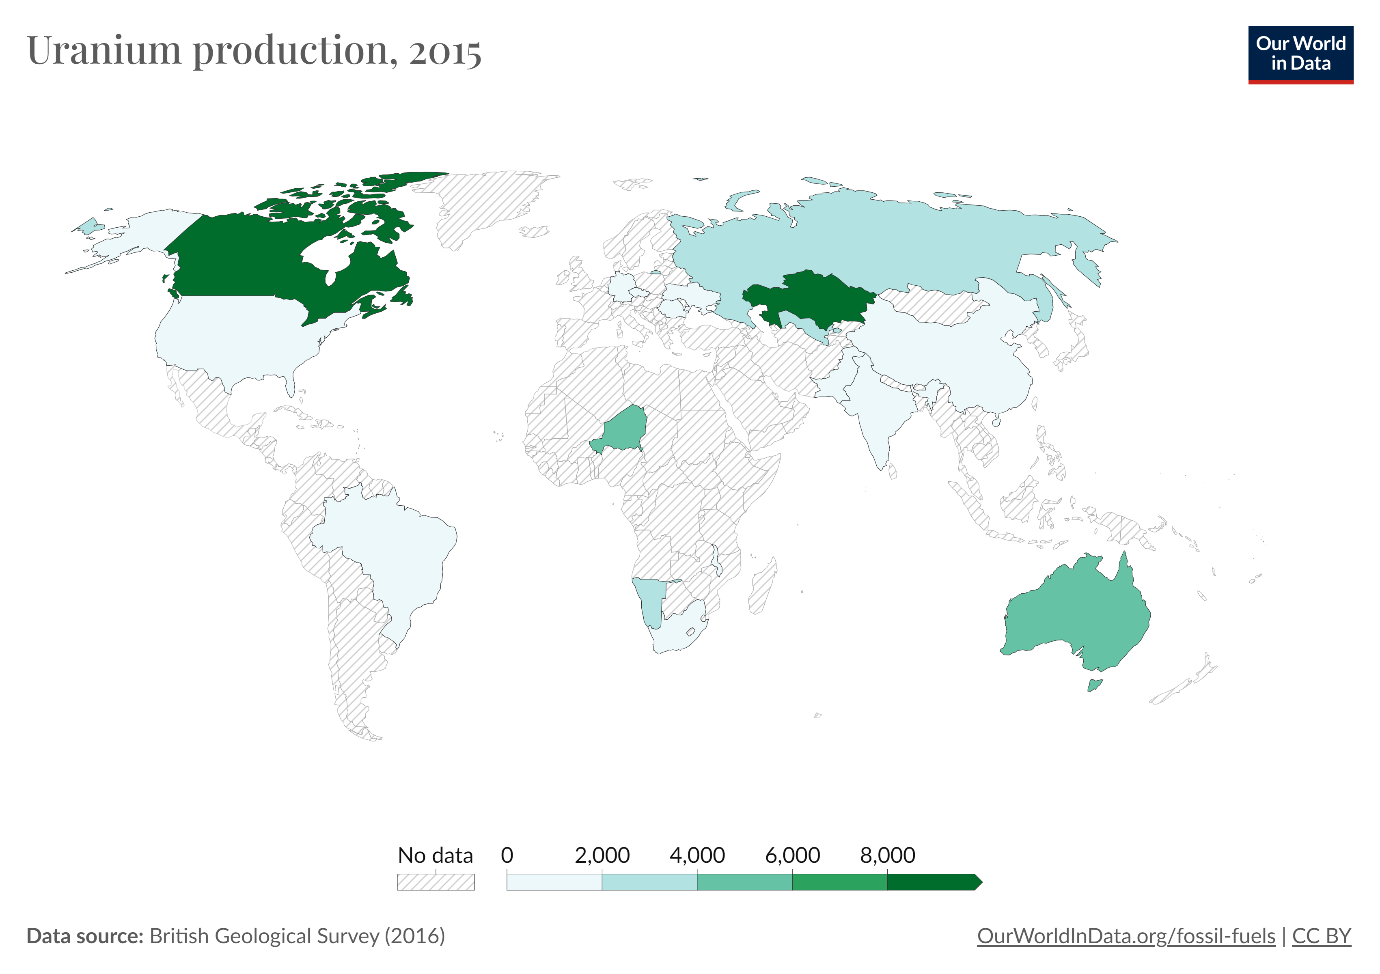 Uranium production, 2015
Our World
in Data
No data
0
2,000
4,000
6,000
8,000
Data source: British Geological Survey (2016)
OurWorldInData.org/fossil-fuels | CC BY